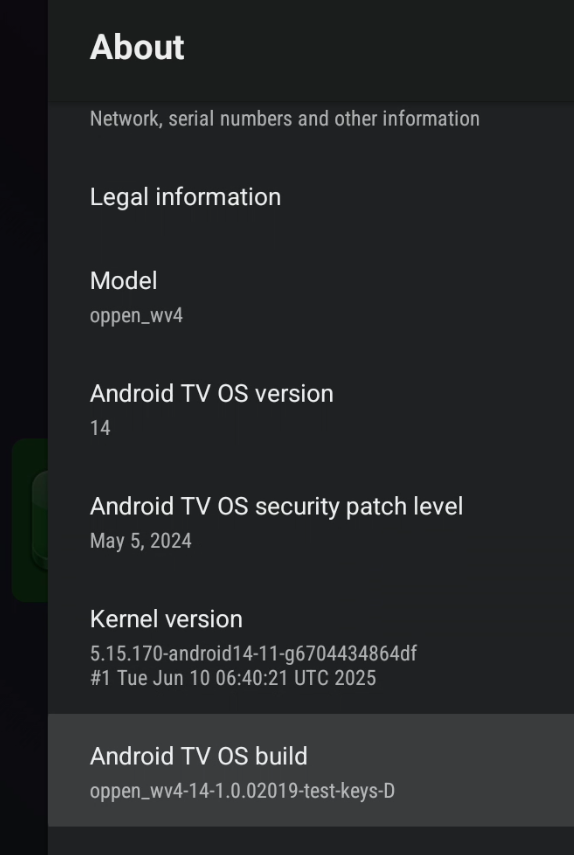 About
Network, serial numbers and other information
Legal information
Model
oppen_wv4
Android TV OS version
14
Android TV OS security patch level
May 5, 2024
Kernel version
5.15.170-android14-11-g6704434864df
#1 Tue Jun 10 06:40:21 UTC 2025
Android TV OS build
oppen_wv4-14-1.0.02019-test-keys-D